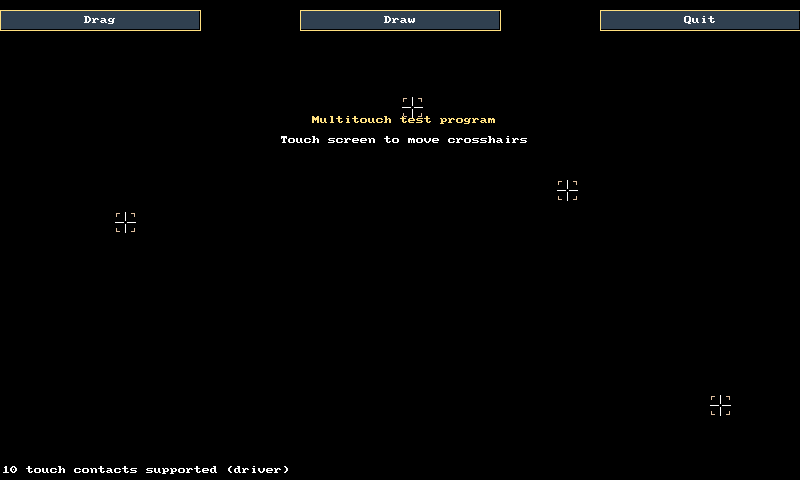 Drag
Draw
Quit
Multitouch test program
Touch screen to move crosshairs
10 touch contacts supported (driver)